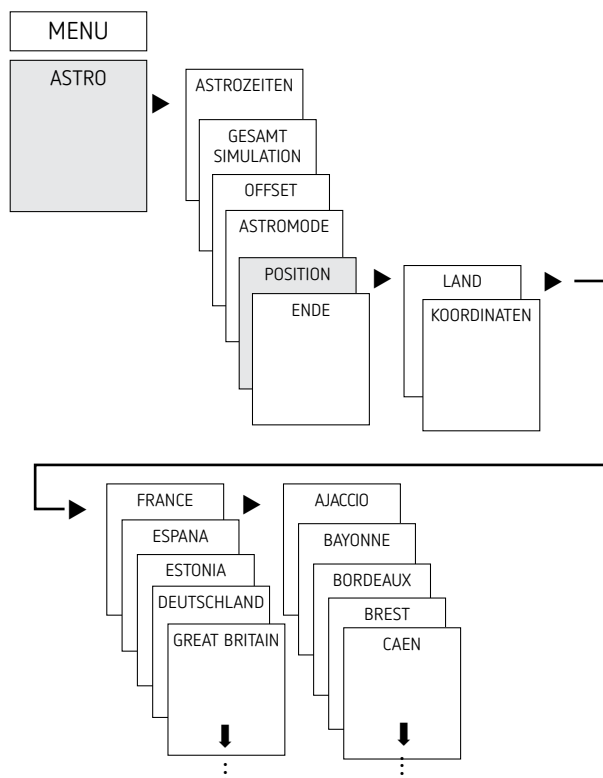 MENU
ASTRO
ASTROZEITEN
GESAMT
SIMULATION
OFFSET
ASTROMODE
POSITION
ENDE
LAND
KOORDINATEN
FRANCE
ESPANA
ESTONIA
DEUTSCHLAND
GREAT BRITAIN
AJACCIO
BAYONNE
BORDEAUX
BREST
CAEN